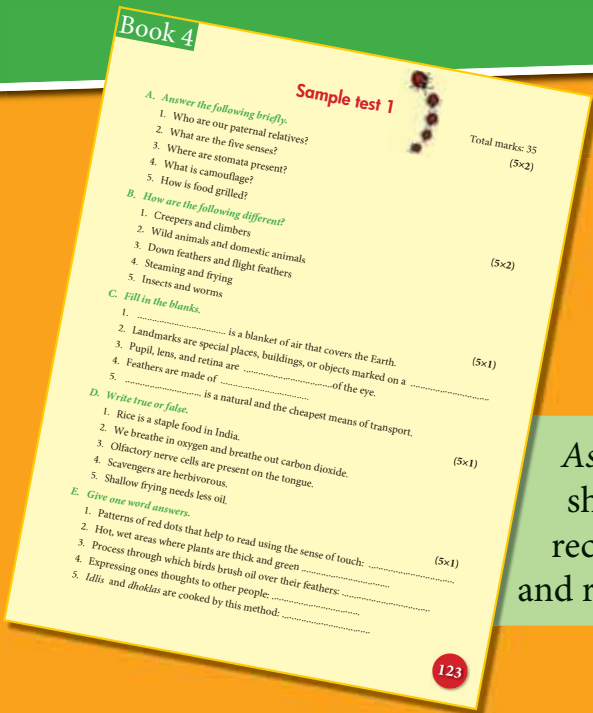 Book 4
Sample test 1
Total marks: 35
A. Answer the following briefly. (5×2)
1. Who are our paternal relatives?
2. What are the five senses?
3. Where are stomata present?
4. What is camouflage?
5. How is food grilled?
B. How are the following different? (5×2)
1. Creepers and climbers
2. Wild animals and domestic animals
3. Down feathers and flight feathers
4. Steaming and frying
5. Insects and worms
C. Fill in the blanks. (5×1)
1. .............................. is a blanket of air that covers the Earth.
2. Landmarks are special places, buildings, or objects marked on a ..........................
3. Pupil, lens, and retina are ..............................of the eye.
4. Feathers are made of ..............................
5. .......................... is a natural and the cheapest means of transport.
D. Write true or false. (5×1)
1. Rice is a staple food in India.
2. We breathe in oxygen and breathe out carbon dioxide.
3. Olfactory nerve cells are present on the tongue.
4. Scavengers are herbivorous.
5. Shallow frying needs less oil.
E. Give one word answers. (5×1)
1. Patterns of red dots that help to read using the sense of touch: ..............................
2. Hot, wet areas where plants are thick and green ..............................
3. Process through which birds brush oil over their feathers: ..............................
4. Expressing ones thoughts to other people: ..............................
5. Idlis and dhoklas are cooked by this method: ..............................
123
As
sh
rec
and r